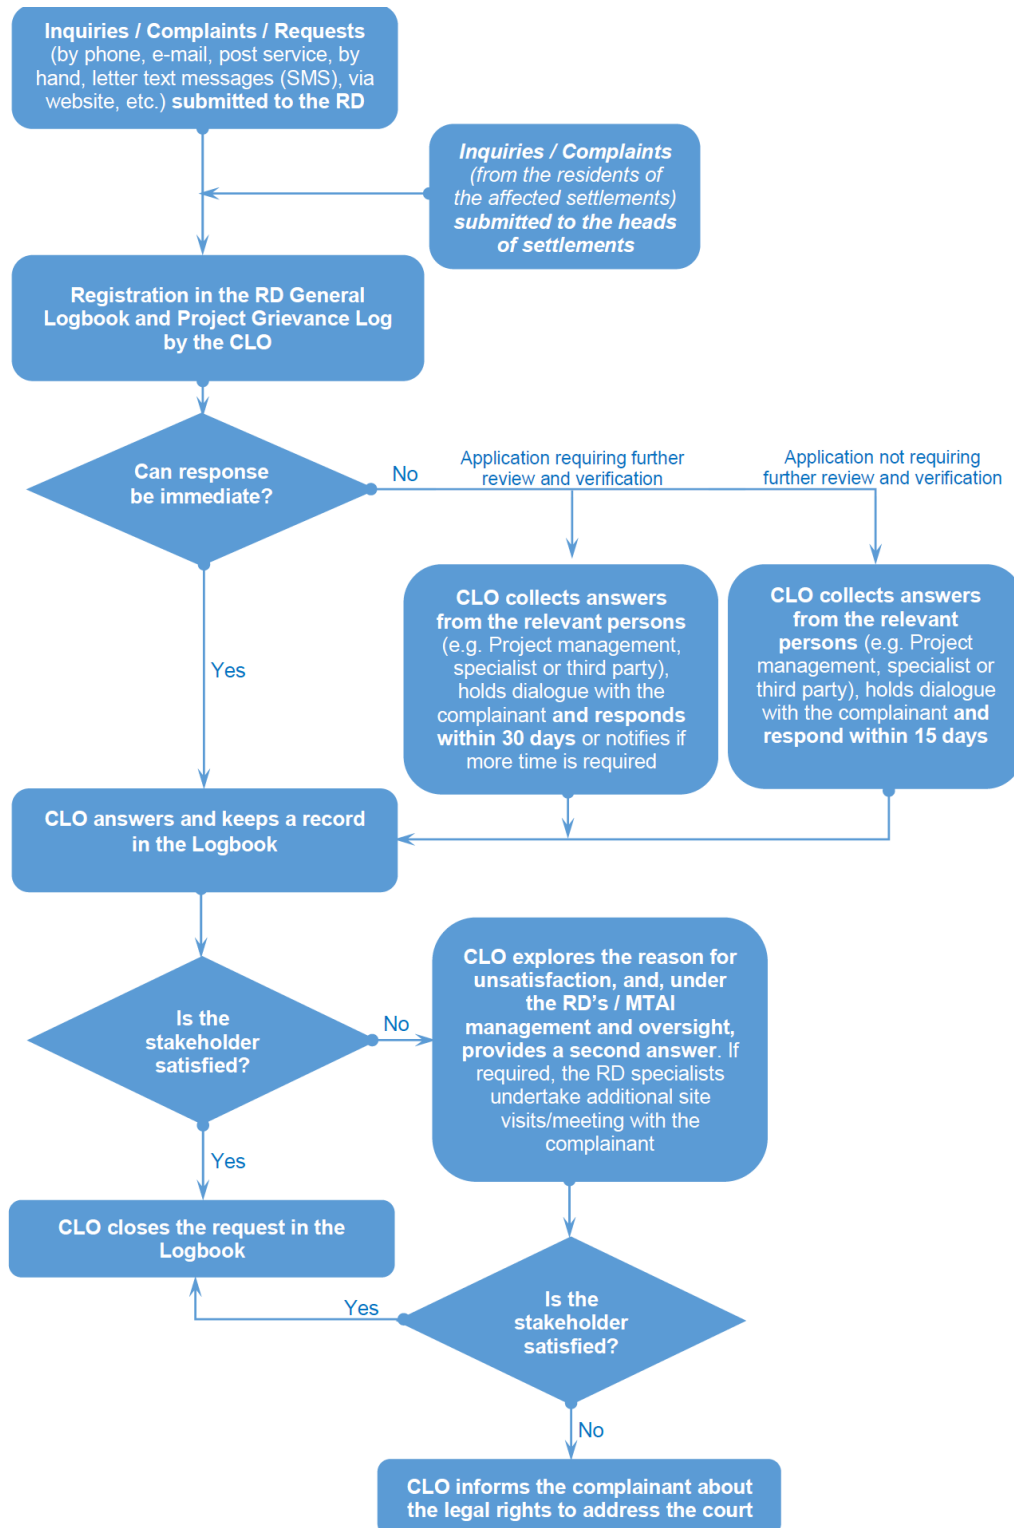 Inquiries / Complaints / Requests
(by phone, e-mail, post service, by
hand, letter text messages (SMS), via
website, etc.) submitted to the RD
Inquiries / Complaints
(from the residents of
the affected settlements)
submitted to the heads
of settlements
Registration in the RD General
Logbook and Project Grievance Log
by the CLO
Can response
be immediate?
No
Application requiring further
review and verification
Application not requiring
further review and verification
CLO collects answers
from the relevant persons
(e.g. Project management,
specialist or third party),
holds dialogue with the
complainant and responds
within 30 days or notifies if
more time is required
CLO collects answers
from the relevant
persons (e.g. Project
management, specialist or
third party), holds dialogue
with the complainant and
respond within 15 days
Yes
CLO answers and keeps a record
in the Logbook
Is the
stakeholder
satisfied?
No
CLO explores the reason for
unsatisfaction, and, under
the RD's / MTAI
management and oversight,
provides a second answer. If
required, the RD specialists
undertake additional site
visits/meeting with the
complainant
Yes
CLO closes the request in the
Logbook
Yes
Is the
stakeholder
satisfied?
No
CLO informs the complainant about
the legal rights to address the court